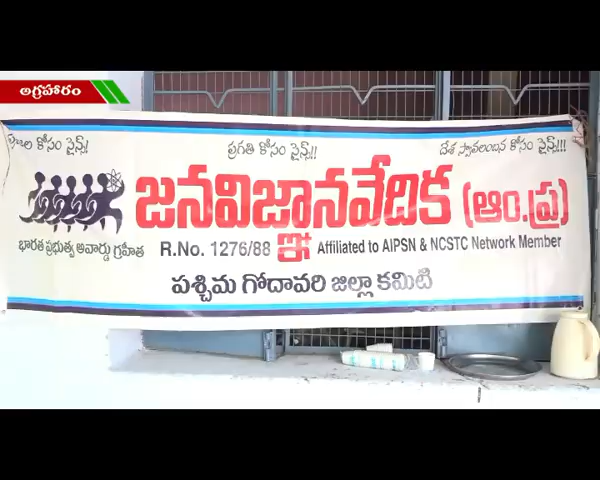 అగ్రహారం
ప్రజల కోసం సైన్స్! ప్రగతి కోసం సైన్స్!! దేశ స్వావలంబన కోసం సైన్స్!!!
జనవిజ్ఞానవేదిక (ఆం.ప్ర)
భారత ప్రభుత్వ అవార్డు గ్రహీత R.No. 1276/88 Affiliated to AIPSN & NCSTC Network Member
పశ్చిమ గోదావరి జిల్లా కమిటి